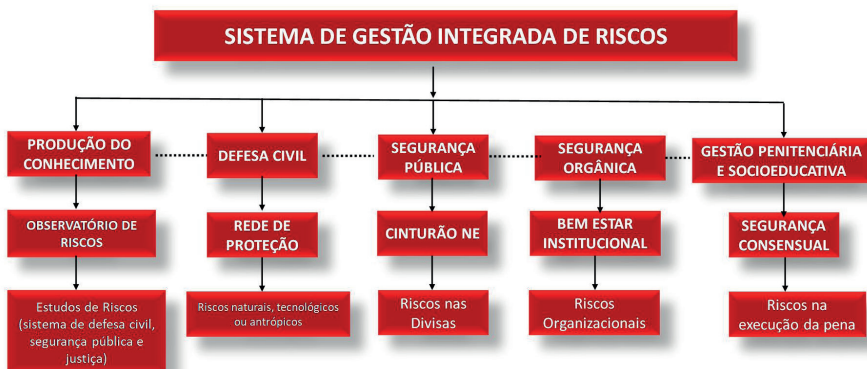 SISTEMA DE GESTÃO INTEGRADA DE RISCOS
PRODUÇÃO DO
CONHECIMENTO
DEFESA CIVIL
SEGURANÇA
PÚBLICA
SEGURANÇA
ORGÂNICA
GESTÃO PENITENCIÁRIA
E SOCIOEDUCATIVA
OBSERVATÓRIO DE
RISCOS
REDE DE
PROTEÇÃO
CINTURÃO NE
BEM ESTAR
INSTITUCIONAL
SEGURANÇA
CONSENSUAL
Estudos de Riscos
(sistema de defesa civil,
segurança pública e
justiça)
Riscos naturais, tecnológicos
ou antrópicos
Riscos nas
Divisas
Riscos
Organizacionais
Riscos na
execução da pena